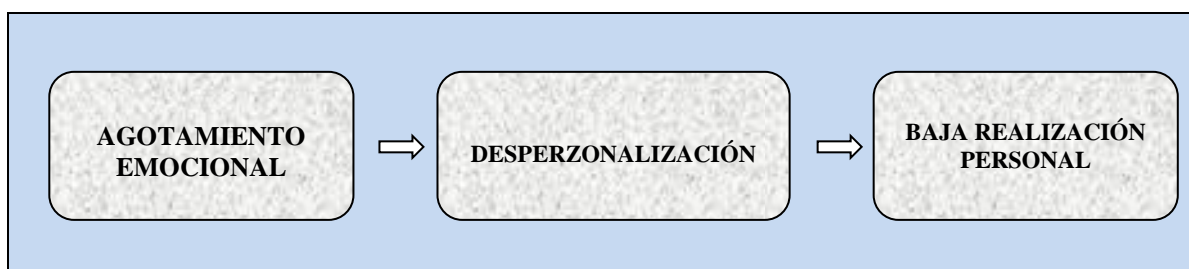 AGOTAMIENTO
EMOCIONAL
DESPERZONALIZACIÓN
BAJA REALIZACIÓN
PERSONAL